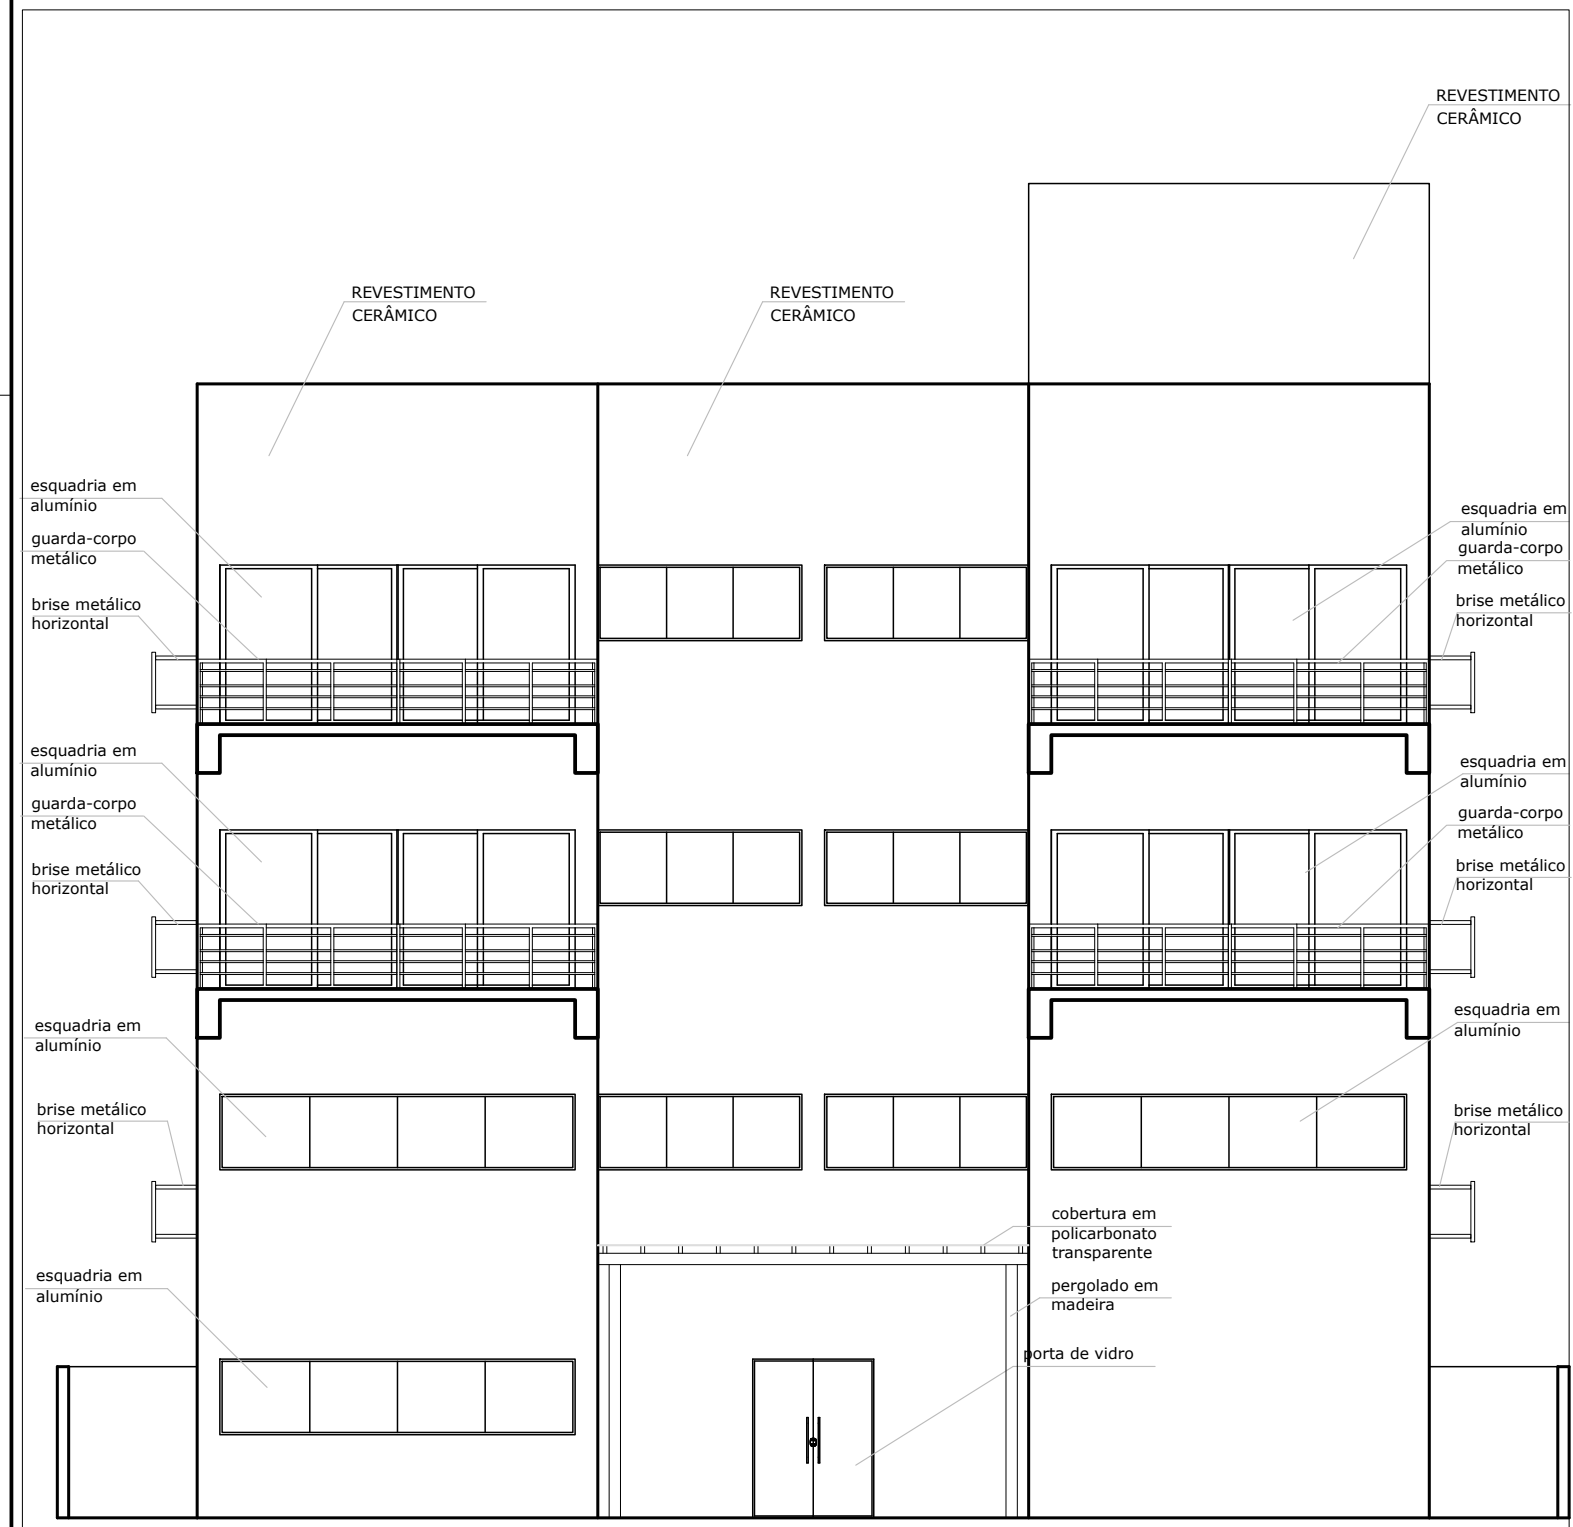 REVESTIMENTO
CERÂMICO
REVESTIMENTO
CERÂMICO
REVESTIMENTO
CERÂMICO
esquadria em
alumínio
guarda-corpo
metálico
brise metálico
horizontal
esquadria em
alumínio
guarda-corpo
metálico
brise metálico
horizontal
esquadria em
alumínio
guarda-corpo
metálico
brise metálico
horizontal
esquadria em
alumínio
guarda-corpo
metálico
brise metálico
horizontal
esquadria em
alumínio
brise metálico
horizontal
esquadria em
alumínio
brise metálico
horizontal
cobertura em
policarbonato
transparente
esquadria em
alumínio
pergolado em
madeira
porta de vidro